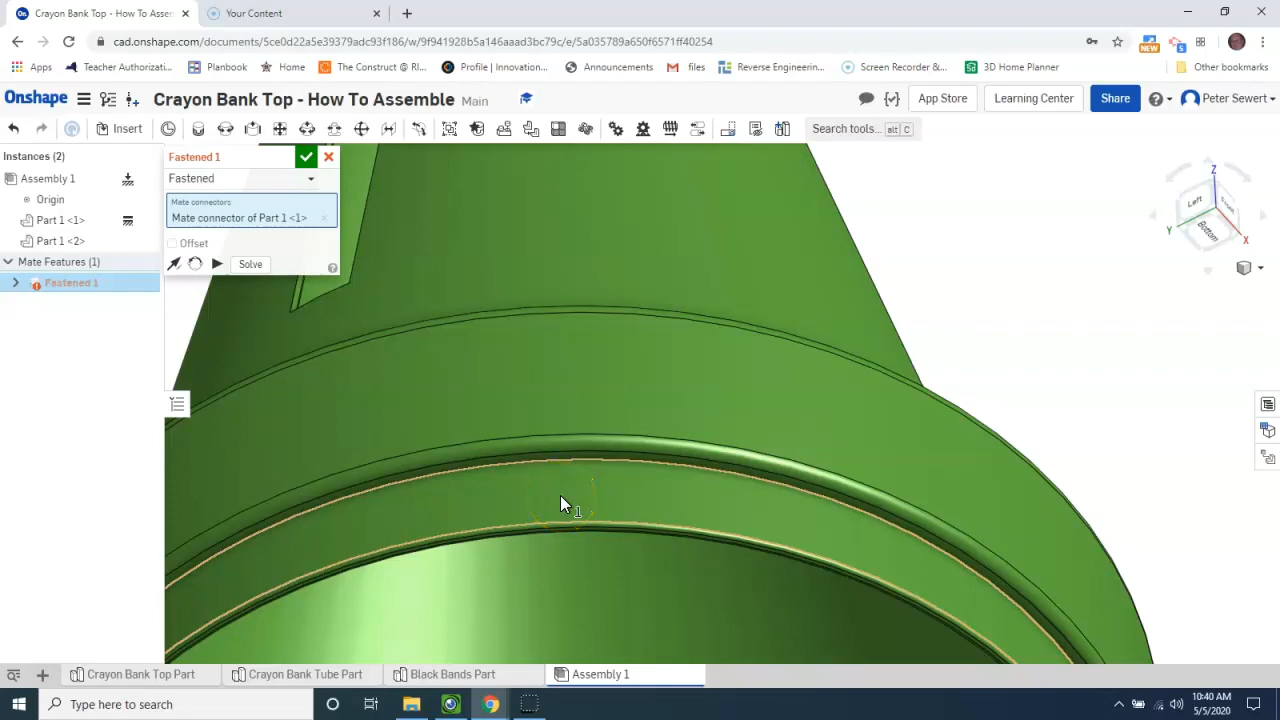 Crayon Bank Top - How To Assem
Your Content
cad.onshape.com/documents/5ce0d22a5e39379adc93f186/w/9f941928b5a146aaad3bc79c/e/5a035789a650f6571ff40254
NEW
5
Apps
Teacher Authorizati...
Planbook
Home
The Construct @ RI...
Profile | Innovation...
Announcements
files
Reverse Engineerin...
Screen Recorder &...
3D Home Planner
Other bookmarks
Onshape
Crayon Bank Top - How To Assemble
Main
App Store
Learning Center
Share
Peter Sewert
Insert
Search tools...
alt
C
Instances (2)
Assembly 1
Origin
Part 1 <1>
Part 1 <2>
Mate Features (1)
Fastened 1
Fastened 1
Fastened
Mate connectors
Mate connector of Part 1 <1>
Offset
Solve
1
Z
Left
Front
Bottom
Y
X
Crayon Bank Top Part
Crayon Bank Tube Part
Black Bands Part
Assembly 1
Type here to search
10:40 AM
5/5/2020